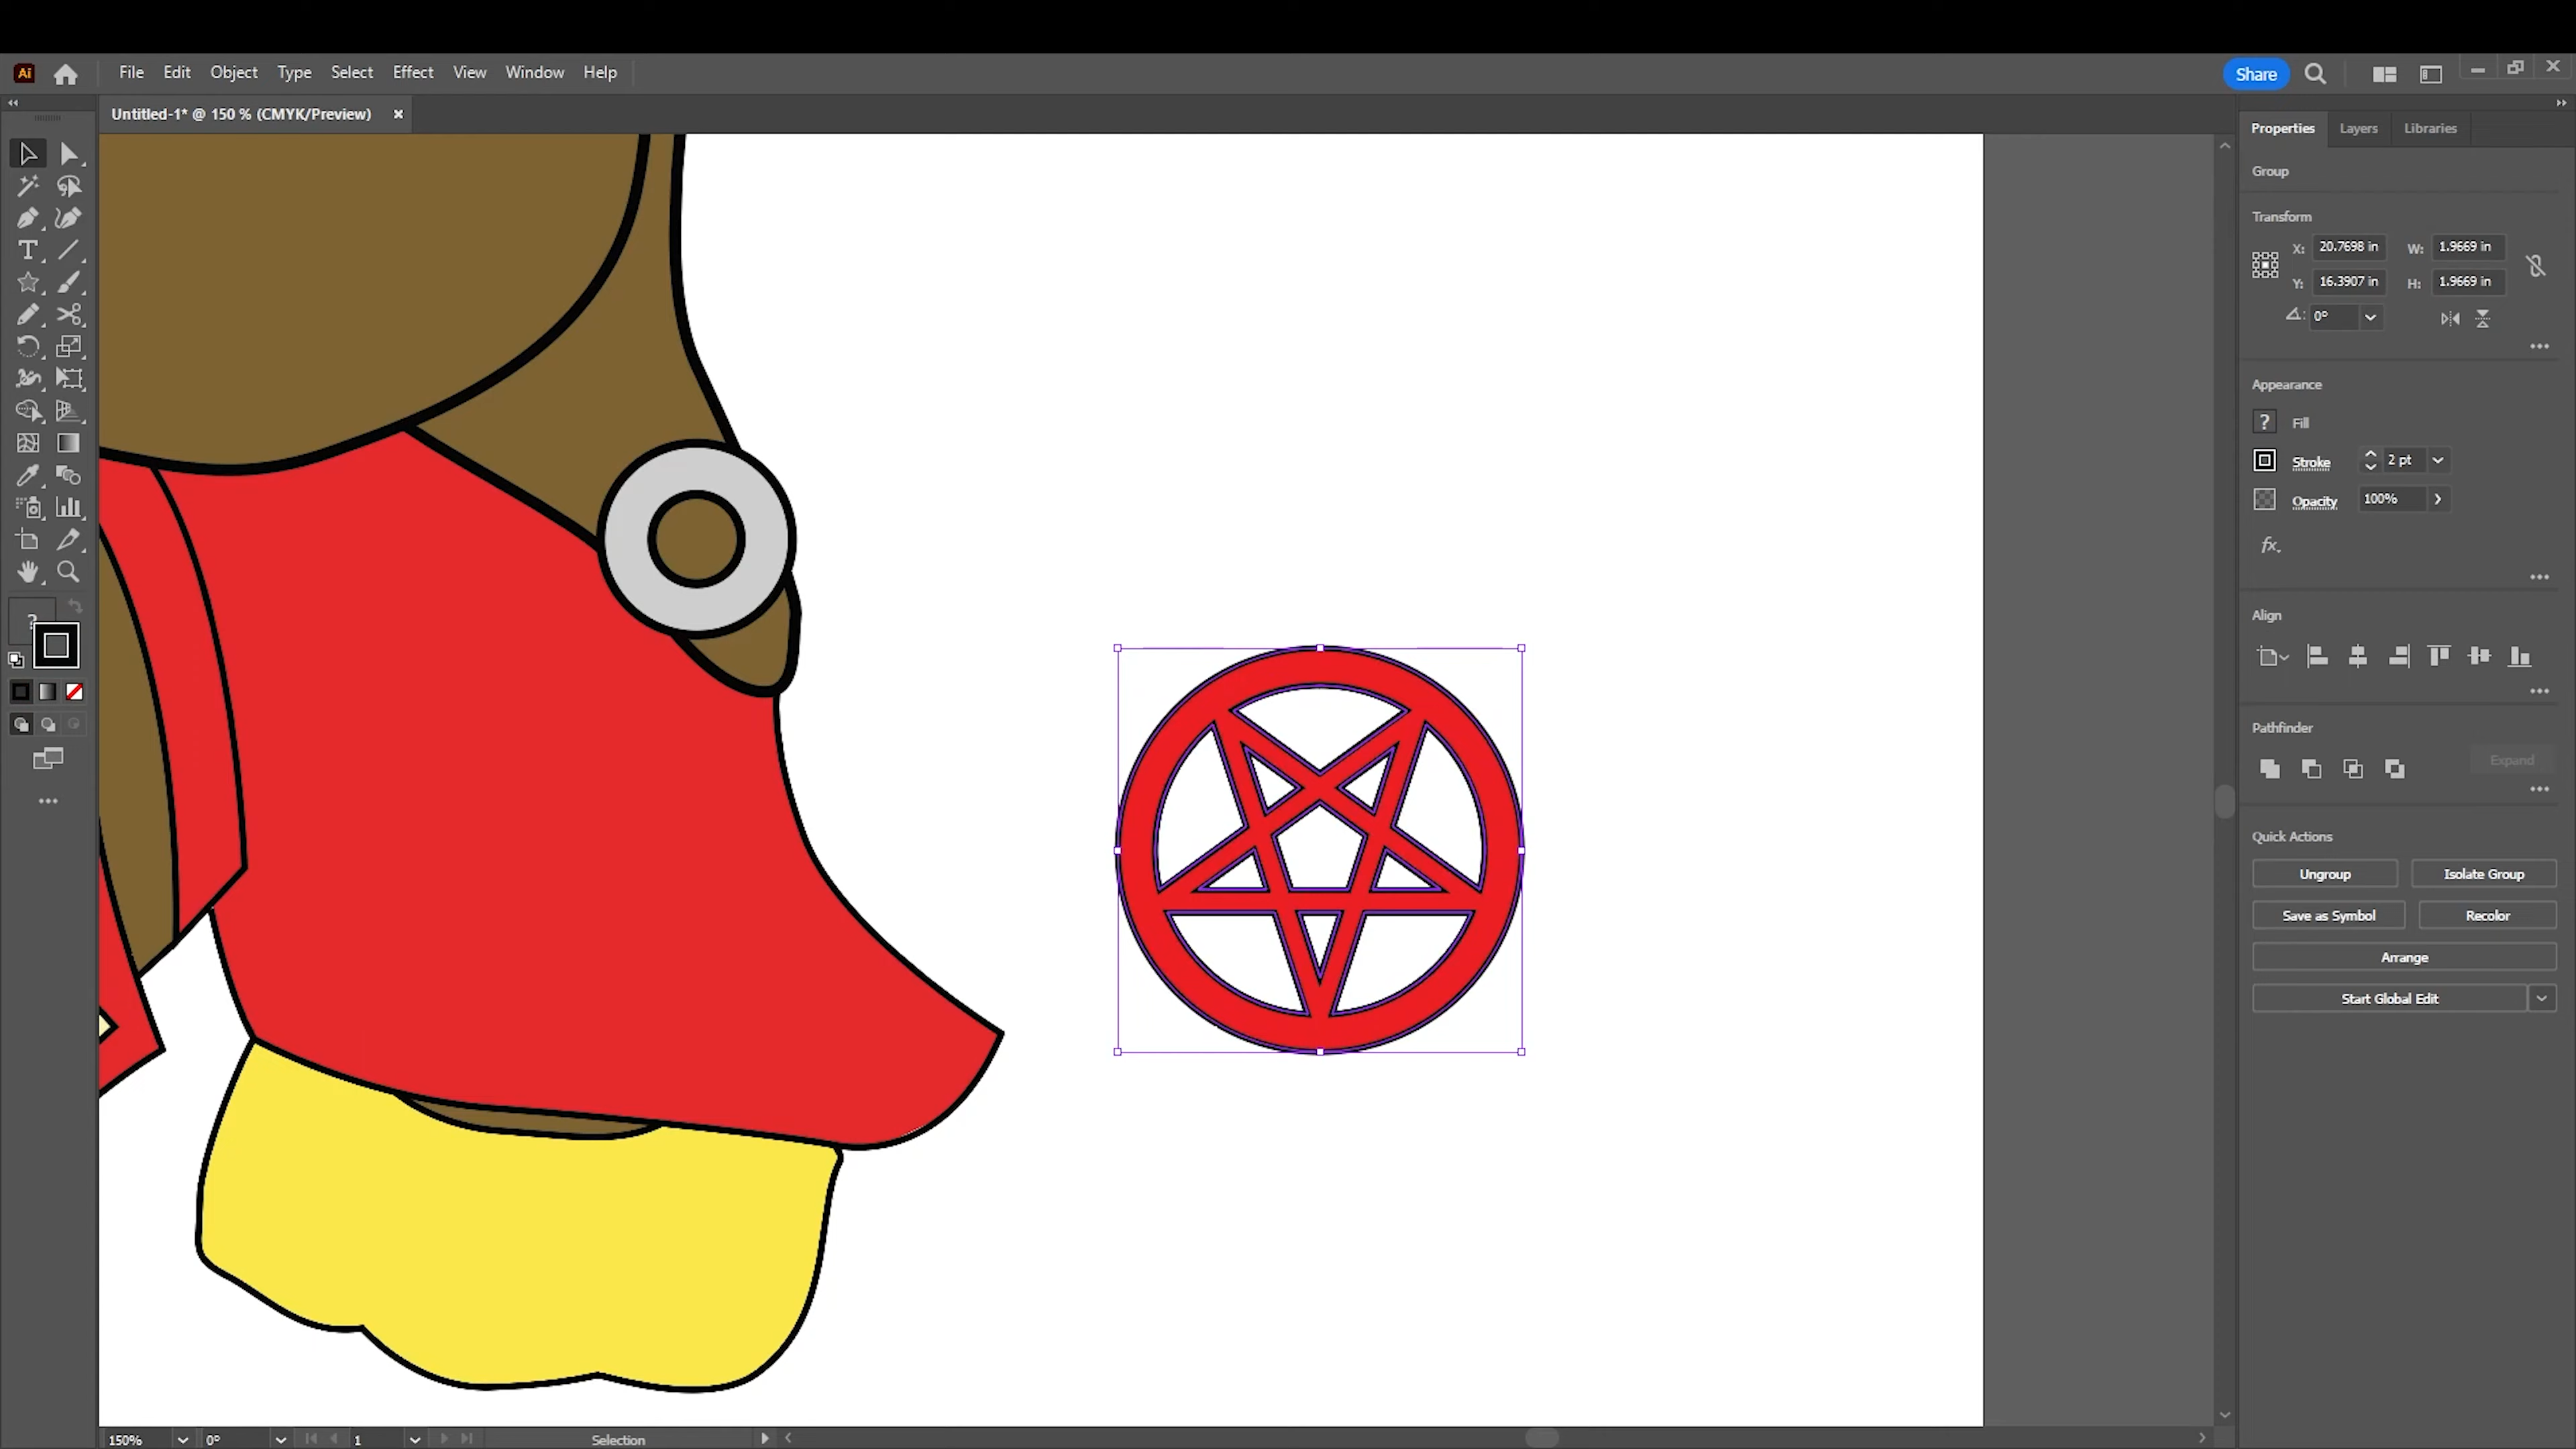 Ai File Edit Object Type Select Effect View Window Help Share
Untitled-1* @ 150 % (CMYK/Preview) ×
Properties Layers Libraries
Group
Transform
X: 20.7698 in W: 1.9669 in
Y: 16.3907 in H: 1.9669 in
0°
Appearance
? Fill
Stroke 2 pt
Opacity 100%
fx.
Align
Pathfinder
Expand
Quick Actions
Ungroup Isolate Group
Save as Symbol Recolor
Arrange
Start Global Edit
T
?
150% 0° 1 Selection